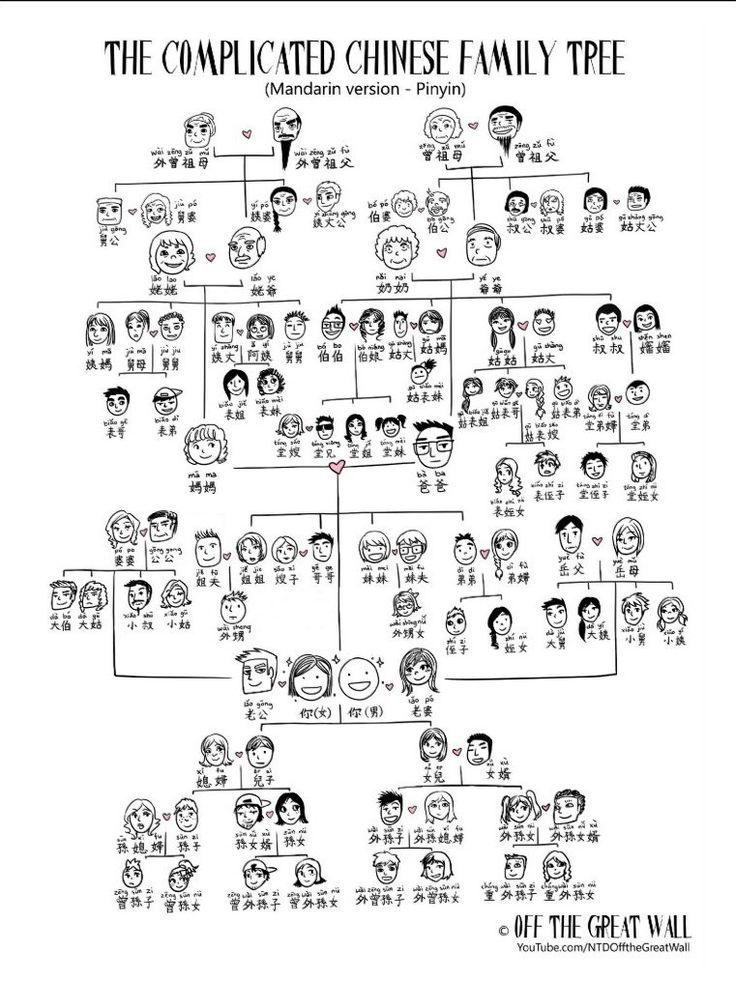 THE COMPLICATED CHINESE FAMILY TREE
(Mandarin version - Pinyin)
wài zēng zǔ mǔ
外曾祖母
wài zēng zǔ fù
外曾祖父
zēng zǔ mǔ
曾祖母
zēng zǔ fù
曾祖父
jiù gōng
舅公
jiù pó
舅婆
yí pó
姨婆
yí zhàng gōng
姨丈公
bó pó
伯婆
bó gōng
伯公
shū gōng
叔公
shū pó
叔婆
gū pó
姑婆
gū zhàng gōng
姑丈公
lǎo lao
姥姥
lǎo ye
姥爺
nǎi nai
奶奶
yé ye
爺爺
yí mā
姨媽
jiù mā
舅母
jiù jiu
舅舅
yí zhàng
姨丈
ā yí
阿姨
jiù jiu
舅舅
bó bo
伯伯
bó niáng
伯娘
gū zhàng
姑丈
gū mā
姑媽
gū gu
姑姑
gū zhàng
姑丈
shū shu
叔叔
shěn shen
嬸嬸
biǎo gē
表哥
biǎo dì
表弟
biǎo jiě
表姐
biǎo mèi
表妹
gū biǎo mèi
姑表妹
gū biǎo jiě
姑表姐
gū biǎo gē
姑表哥
gū biǎo sǎo
姑表嫂
gū biǎo dì
姑表弟
táng dì fù
堂弟婦
táng dì
堂弟
táng sǎo
堂嫂
táng xiōng
堂兄
táng jiě
堂姐
táng mèi
堂妹
mā ma
媽媽
bà ba
爸爸
biǎo zhí nǚ
表姪女
biǎo zhí zi
表侄子
táng zhí zi
堂侄子
táng zhí nǚ
堂姪女
pó po
婆婆
gōng gong
公公
jiě fu
姐夫
jiě jie
姐姐
sǎo zi
嫂子
gē ge
哥哥
mèi mei
妹妹
mèi fu
妹夫
dì di
弟弟
dì fù
弟婦
yuè fù
岳父
yuè mǔ
岳母
dà bó
大伯
dà gū
大姑
xiǎo shū
小叔
xiǎo gū
小姑
wài sheng
外甥
wài shēng nǚ
外甥女
zhí zi
侄子
zhí nǚ
姪女
dà jiù
大舅
dà yí
大姨
xiǎo jiù
小舅
xiǎo yí
小姨
lǎo gōng
老公
你(女)
你(男)
lǎo pó
老婆
xí fu
媳婦
ér zi
兒子
nǚ ér
女兒
nǚ xù
女婿
sūn xí fu
孫媳婦
sūn zi
孫子
sūn nǚ xù
孫女婿
sūn nǚ
孫女
wài sūn zi
外孫子
wài sūn xí fu
外孫媳婦
wài sūn nǚ
外孫女
wài sūn nǚ xù
外孫女婿
zēng sūn zi
曾孫子
zēng sūn nǚ
曾孫女
zēng wài sūn zi
曾外孫子
zēng wài sūn nǚ
曾外孫女
wài zēng sūn zi
外曾孫子
wài zēng sūn nǚ
外曾孫女
chóng wài sūn zi
重外孫子
chóng wài sūn nǚ
重外孫女
© OFF THE GREAT WALL
YouTube.com/NTDOfftheGreatWall